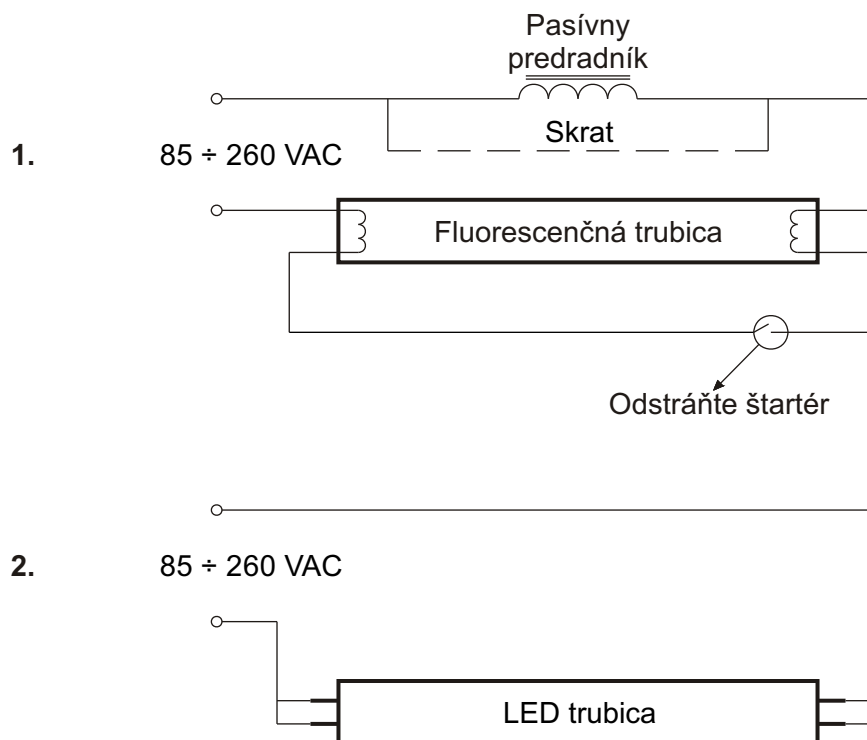 Pasívny
predradník
Skrat
1.
85 ÷ 260 VAC
Fluorescenčná trubica
Odstráňte štartér
2.
85 ÷ 260 VAC
LED trubica